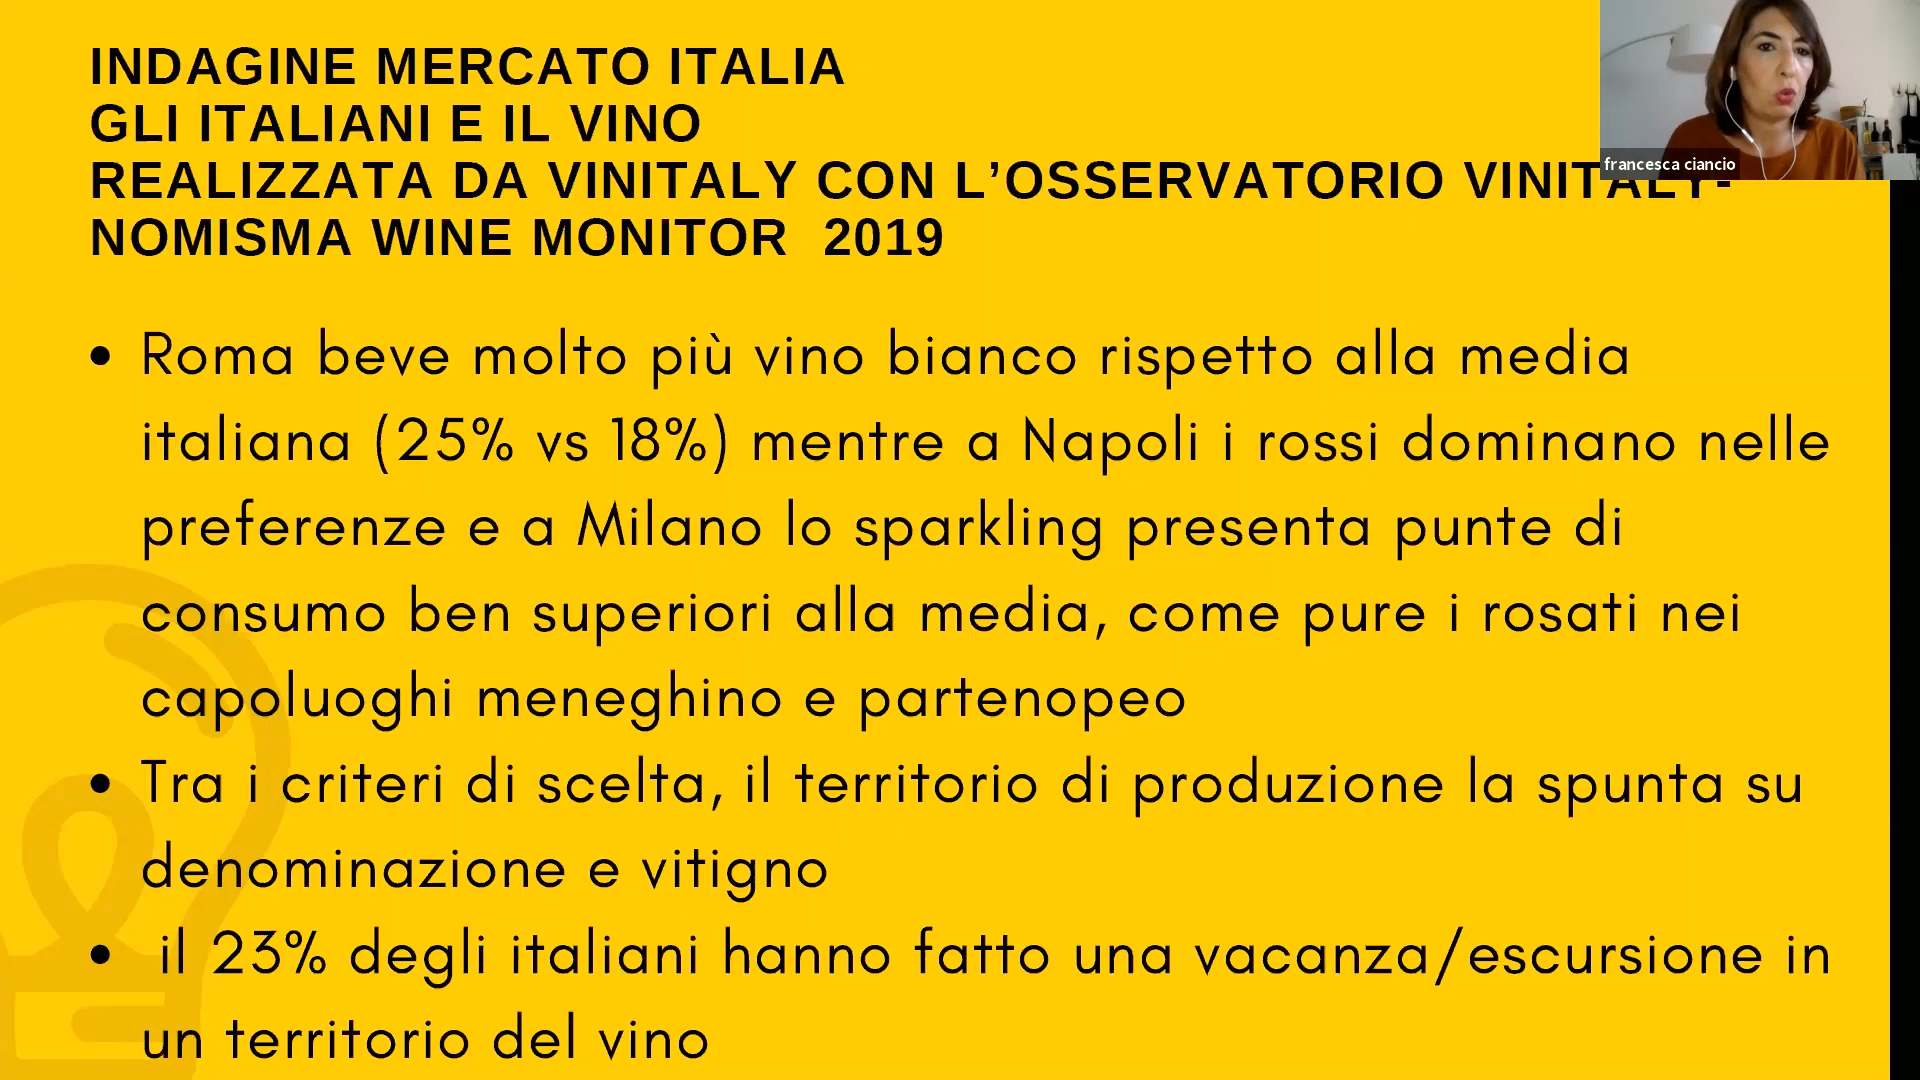 INDAGINE MERCATO ITALIA
GLI ITALIANI E IL VINO
REALIZZATA DA VINITALY CON L’OSSERVATORIO VINITALY-
NOMISMA WINE MONITOR 2019
francesca ciancio
• Roma beve molto più vino bianco rispetto alla media
italiana (25% vs 18%) mentre a Napoli i rossi dominano nelle
preferenze e a Milano lo sparkling presenta punte di
consumo ben superiori alla media, come pure i rosati nei
capoluoghi meneghino e partenopeo
• Tra i criteri di scelta, il territorio di produzione la spunta su
denominazione e vitigno
• il 23% degli italiani hanno fatto una vacanza/escursione in
un territorio del vino